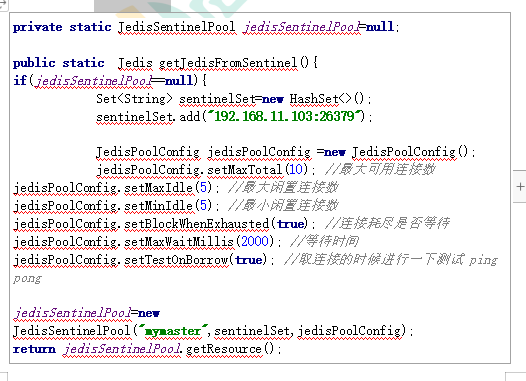 private static JedisSentinelPool jedisSentinelPool=null;
public static  Jedis getJedisFromSentinel(){
if(jedisSentinelPool==null){
Set<String> sentinelSet=new HashSet<>();
sentinelSet.add("192.168.11.103:26379");
JedisPoolConfig jedisPoolConfig =new JedisPoolConfig();
jedisPoolConfig.setMaxTotal(10); //最大可用连接数
jedisPoolConfig.setMaxIdle(5); //最大闲置连接数
jedisPoolConfig.setMinIdle(5); //最小闲置连接数
jedisPoolConfig.setBlockWhenExhausted(true); //连接耗尽是否等待
jedisPoolConfig.setMaxWaitMillis(2000); //等待时间
jedisPoolConfig.setTestOnBorrow(true); //取连接的时候进行一下测试 ping
pong
jedisSentinelPool=new
JedisSentinelPool("mymaster",sentinelSet,jedisPoolConfig);
return jedisSentinelPool.getResource();